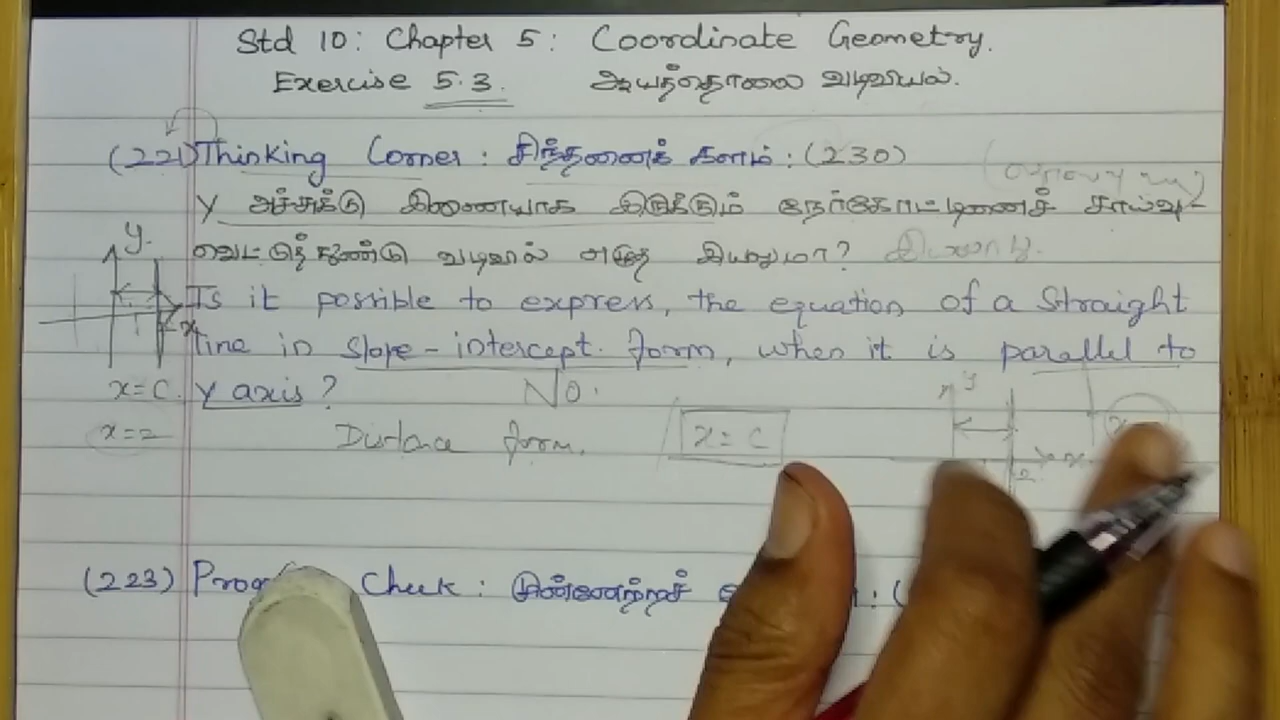 Std 10: Chapter 5: Coordinate Geometry.
Exercise 5.3. ஆயத்தொலை வடிவியல்.
(221) Thinking Corner: சிந்தனைக் களம்: (230)
y அச்சுக்கு இணையாக இருக்கும் நேர்கோட்டினைச் சாய்வு-
வெட்டுத்துண்டு வடிவில் எழுத இயலுமா? இயலாது.
Is it possible to express, the equation of a straight
line in slope-intercept form, when it is parallel to
y axis? No.
Distance form. x = c
y
x
x=c
x=2
y
x
2
(223) Check: